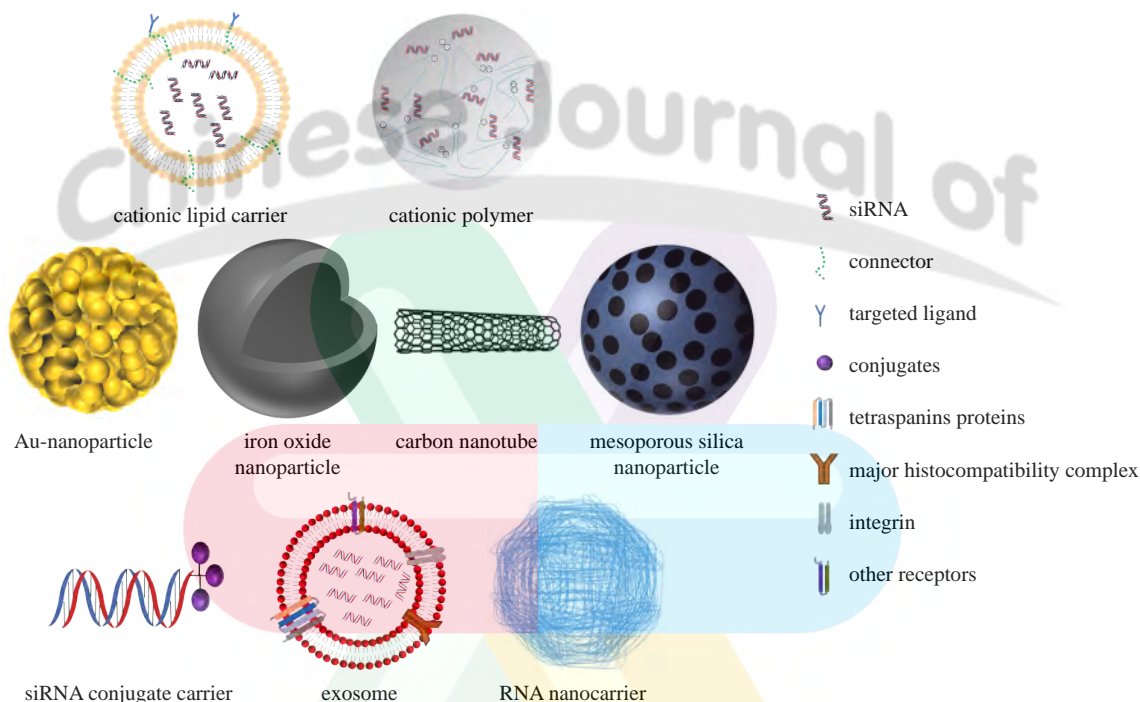 Chinese Journal of
cationic lipid carrier
cationic polymer
siRNA
connector
targeted ligand
conjugates
tetraspanins proteins
major histocompatibility complex
integrin
other receptors
Au-nanoparticle
iron oxide
nanoparticle
carbon nanotube
mesoporous silica
nanoparticle
siRNA conjugate carrier
exosome
RNA nanocarrier